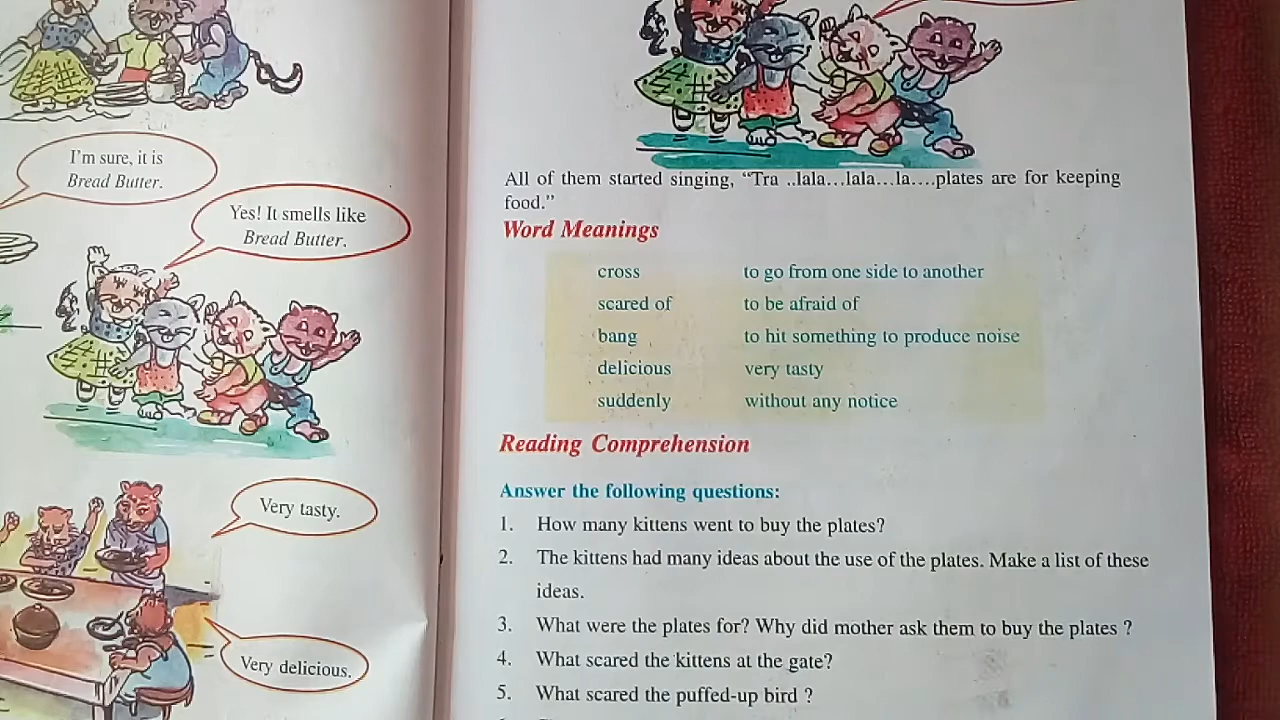 I'm sure, it is
Bread Butter.
Yes! It smells like
Bread Butter.
Very tasty.
Very delicious.
All of them started singing, “Tra ..lala...lala...la....plates are for keeping
food.”
Word Meanings
cross to go from one side to another
scared of to be afraid of
bang to hit something to produce noise
delicious very tasty
suddenly without any notice
Reading Comprehension
Answer the following questions:
1. How many kittens went to buy the plates?
2. The kittens had many ideas about the use of the plates. Make a list of these
ideas.
3. What were the plates for? Why did mother ask them to buy the plates ?
4. What scared the kittens at the gate?
5. What scared the puffed-up bird ?